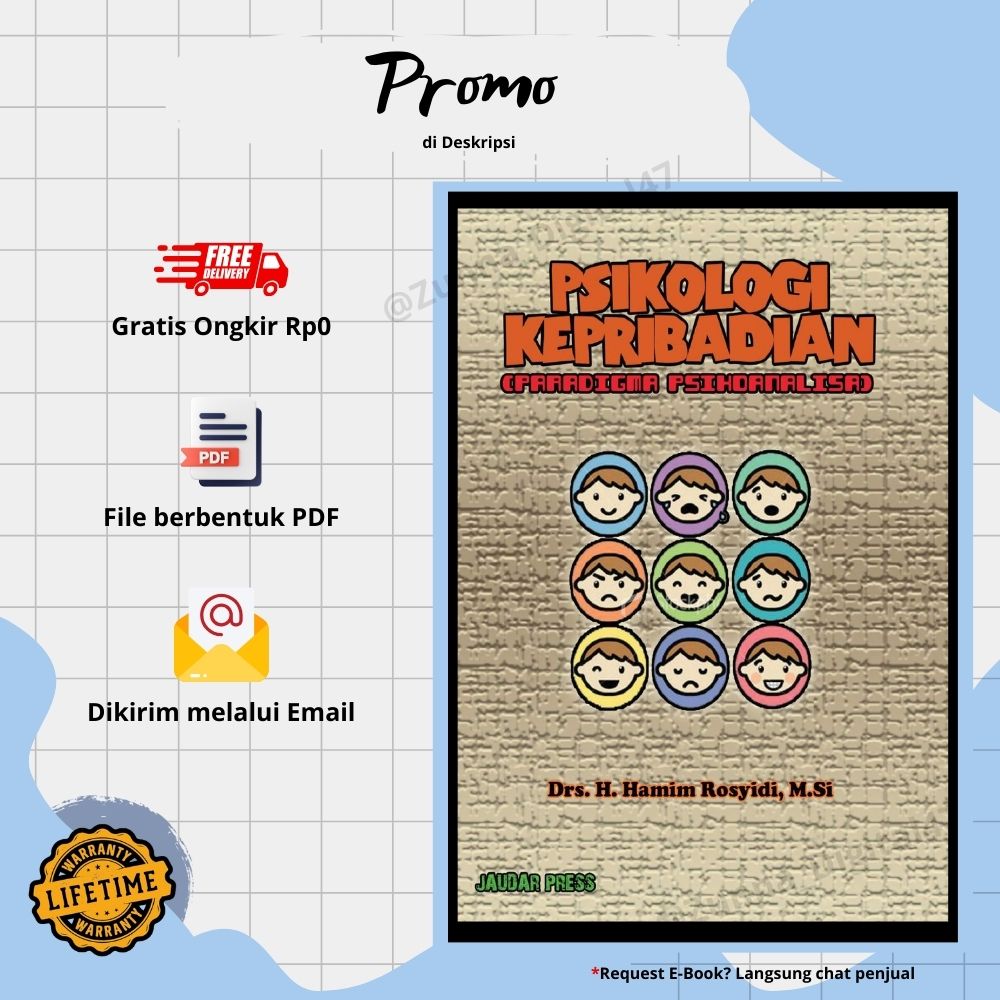 Promo
di Deskripsi
FREE
DELIVERY
Gratis Ongkir Rp0
PDF
File berbentuk PDF
@
Dikirim melalui Email
WARRANTY
LIFETIME
WARRANTY
PSIKOLOGI
KEPRIBADIAN
(PARADIGMA PSIKOANALISA)
Drs. H. Hamim Rosyidi, M.Si
JAUDAR PRESS
*Request E-Book? Langsung chat penjual